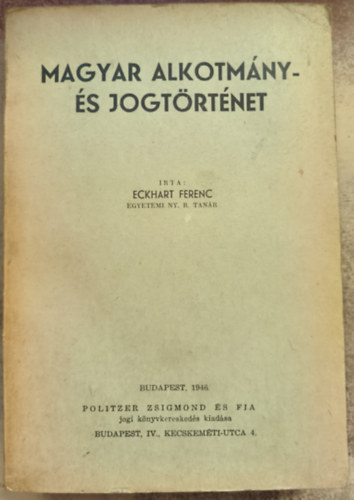 MAGYAR ALKOTMÁNY-
ÉS JOGTÖRTÉNET
IRTA:
ECKHART FERENC
EGYETEMI NY. R. TANÁR
BUDAPEST, 1946.
POLITZER ZSIGMOND ÉS FIA
jogi könyvkereskedés kiadása
BUDAPEST, IV., KECSKEMÉTI-UTCA 4.